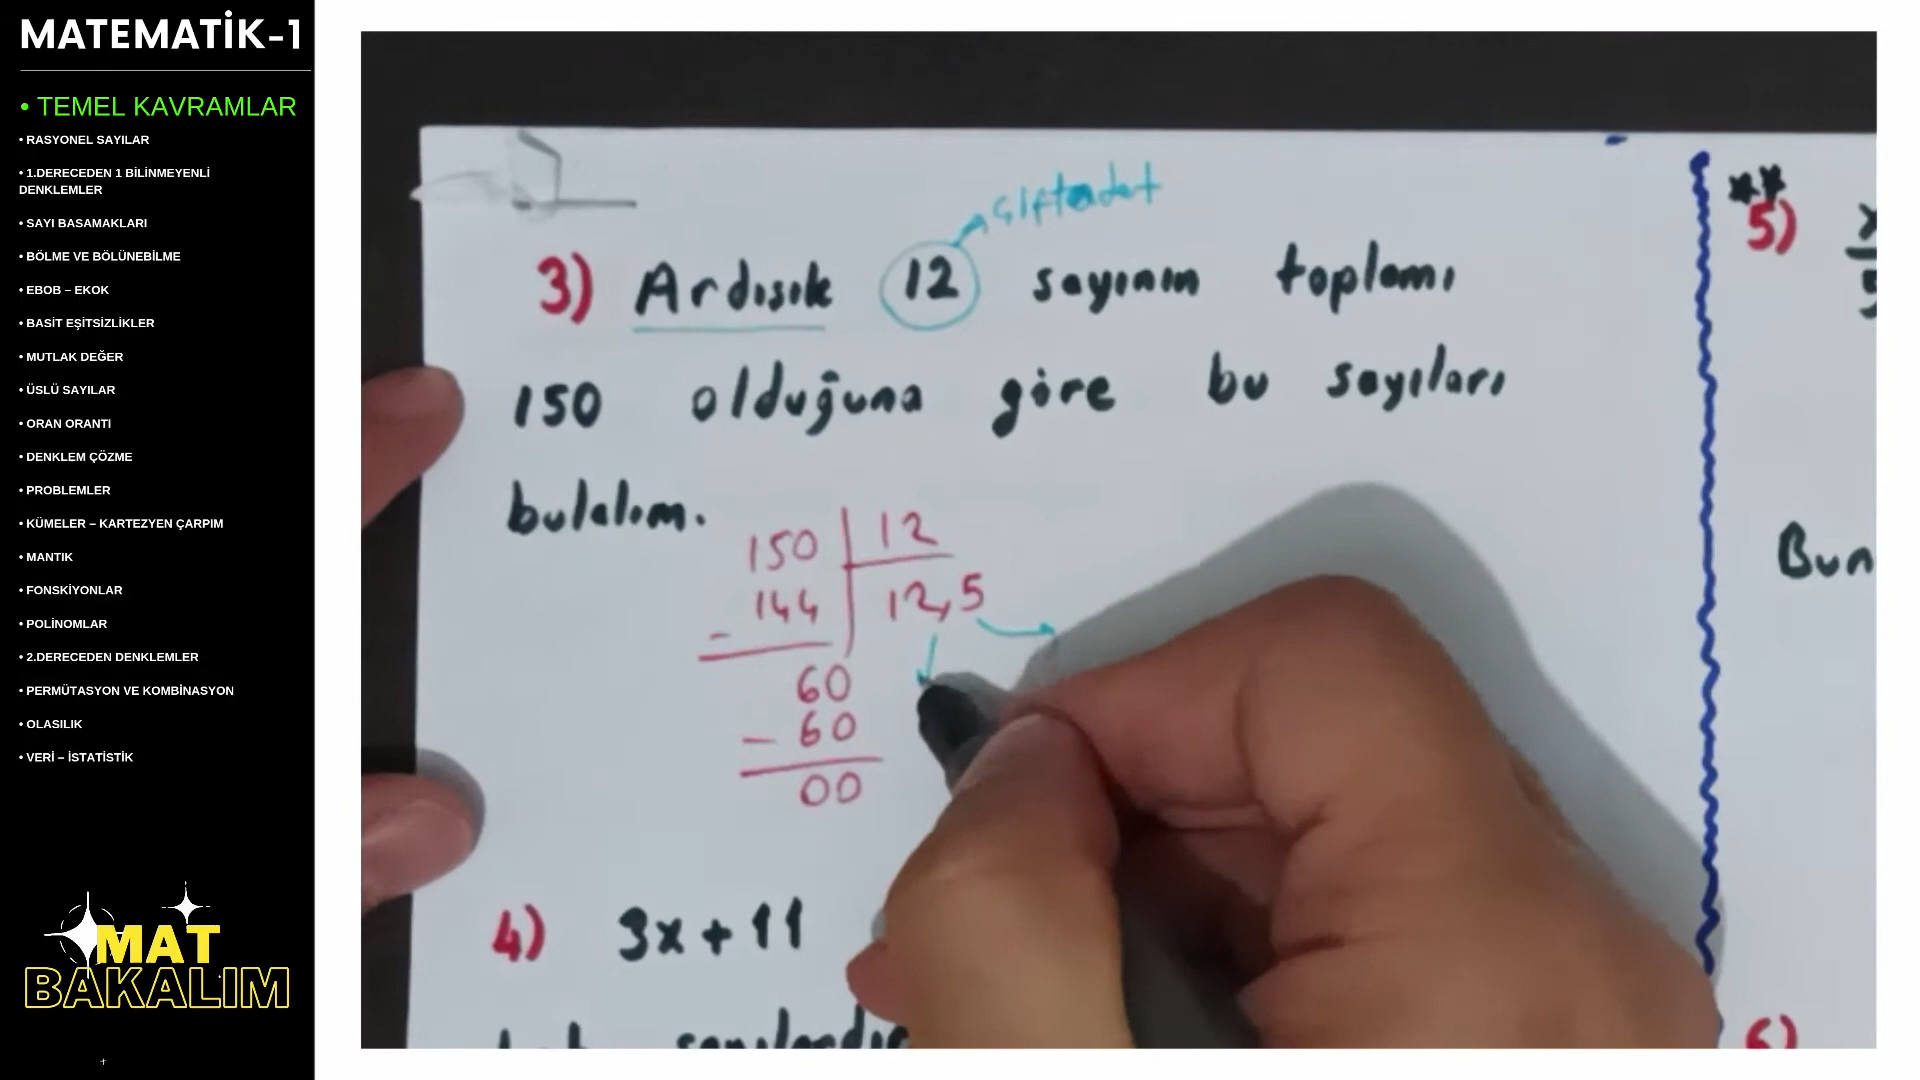 MATEMATİK-1
• TEMEL KAVRAMLAR
• RASYONEL SAYILAR
• 1.DERECEDEN 1 BİLİNMEYENLİ
DENKLEMLER
• SAYI BASAMAKLARI
• BÖLME VE BÖLÜNEBİLME
• EBOB – EKOK
• BASİT EŞİTSİZLİKLER
• MUTLAK DEĞER
• ÜSLÜ SAYILAR
• ORAN ORANTI
• DENKLEM ÇÖZME
• PROBLEMLER
• KÜMELER – KARTEZYEN ÇARPIM
• MANTIK
• FONSKİYONLAR
• POLİNOMLAR
• 2.DERECEDEN DENKLEMLER
• PERMÜTASYON VE KOMBİNASYON
• OLASILIK
• VERİ – İSTATİSTİK
MAT
BAKALIM
çift adet
3) Ardışık 12 sayının toplamı
150 olduğuna göre bu sayıları
bulalım.
150 12
144 12,5
-
60
- 60
00
4) 3x + 11
5) x
5
Bun
6)